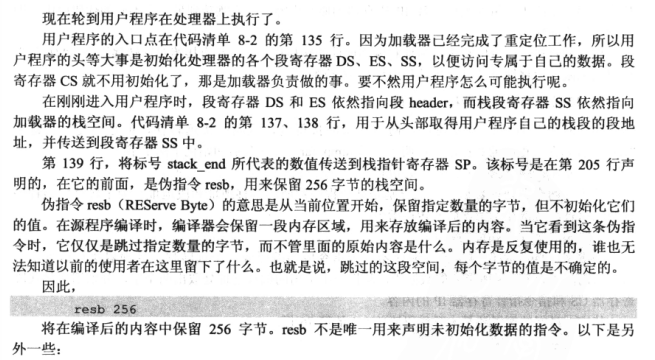 现在轮到用户程序在处理器上执行了。
用户程序的入口点在代码清单 8-2 的第 135 行。因为加载器已经完成了重定位工作，所以用
户程序的头等大事是初始化处理器的各个段寄存器 DS、ES、SS，以便访问专属于自己的数据。段
寄存器 CS 就不用初始化了，那是加载器负责做的事。要不然用户程序怎么可能执行呢。
在刚刚进入用户程序时，段寄存器 DS 和 ES 依然指向段 header，而栈段寄存器 SS 依然指向
加载器的栈空间。代码清单 8-2 的第 137、138 行，用于从头部取得用户程序自己的栈段的段地
址，并传送到段寄存器 SS 中。
第 139 行，将标号 stack_end 所代表的数值传送到栈指针寄存器 SP。该标号是在第 205 行声
明的，在它的前面，是伪指令 resb，用来保留 256 字节的栈空间。
伪指令 resb（REServe Byte）的意思是从当前位置开始，保留指定数量的字节，但不初始化它们
的值。在源程序编译时，编译器会保留一段内存区域，用来存放编译后的内容。当它看到这条伪指
令时，它仅仅是跳过指定数量的字节，而不管里面的原始内容是什么。内存是反复使用的，谁也无
法知道以前的使用者在这里留下了什么。也就是说，跳过的这段空间，每个字节的值是不确定的。
因此，
resb 256
将在编译后的内容中保留 256 字节。resb 不是唯一用来声明未初始化数据的指令。以下是另
外一些：